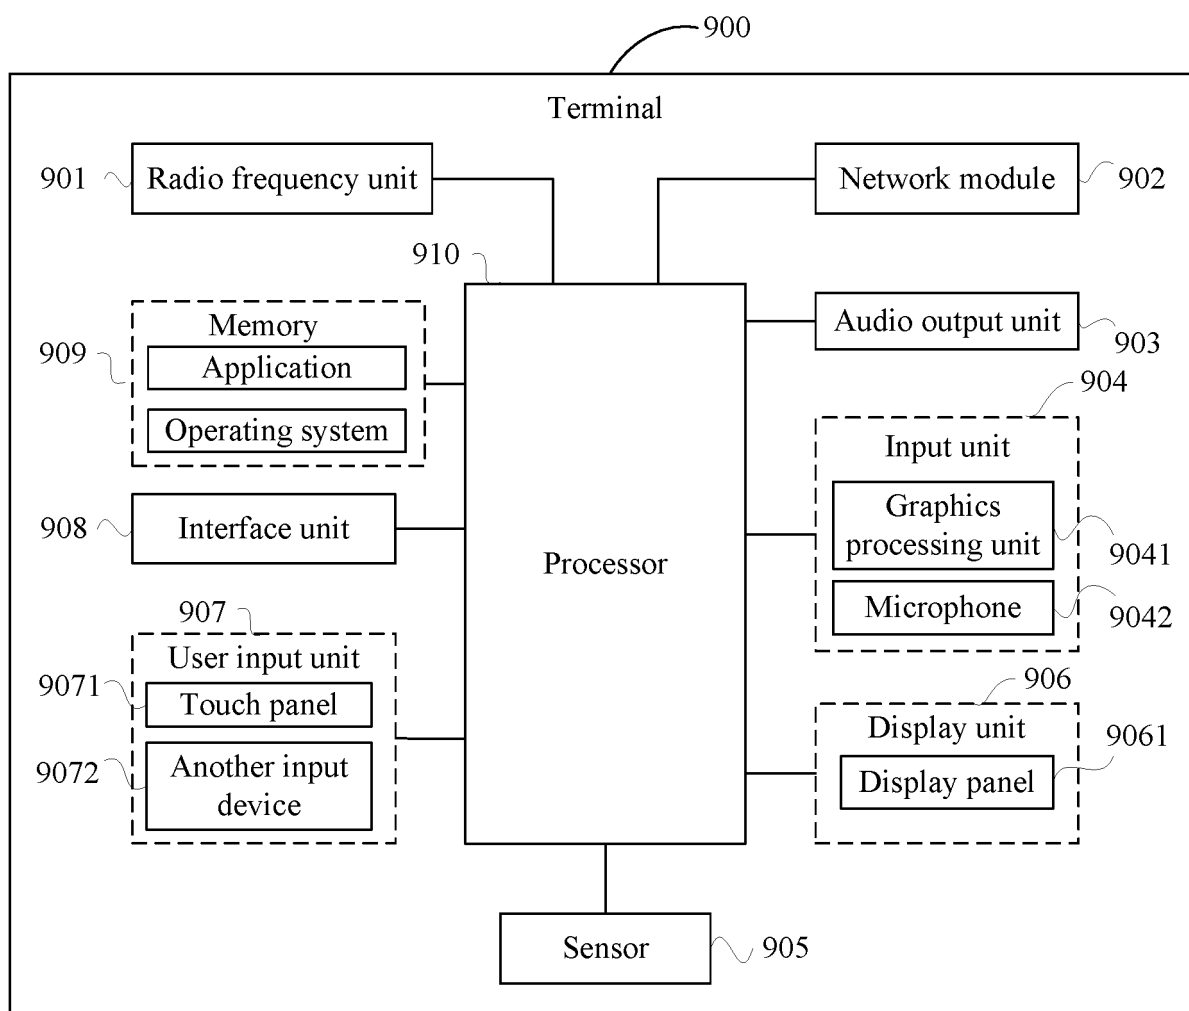 900
Terminal
901
Radio frequency unit
Network module
902
910
Memory
909
Application
Operating system
Audio output unit
903
904
Input unit
Graphics
processing unit
9041
Microphone
9042
908
Interface unit
Processor
907
User input unit
9071
Touch panel
9072
Another input
device
906
Display unit
9061
Display panel
Sensor
905